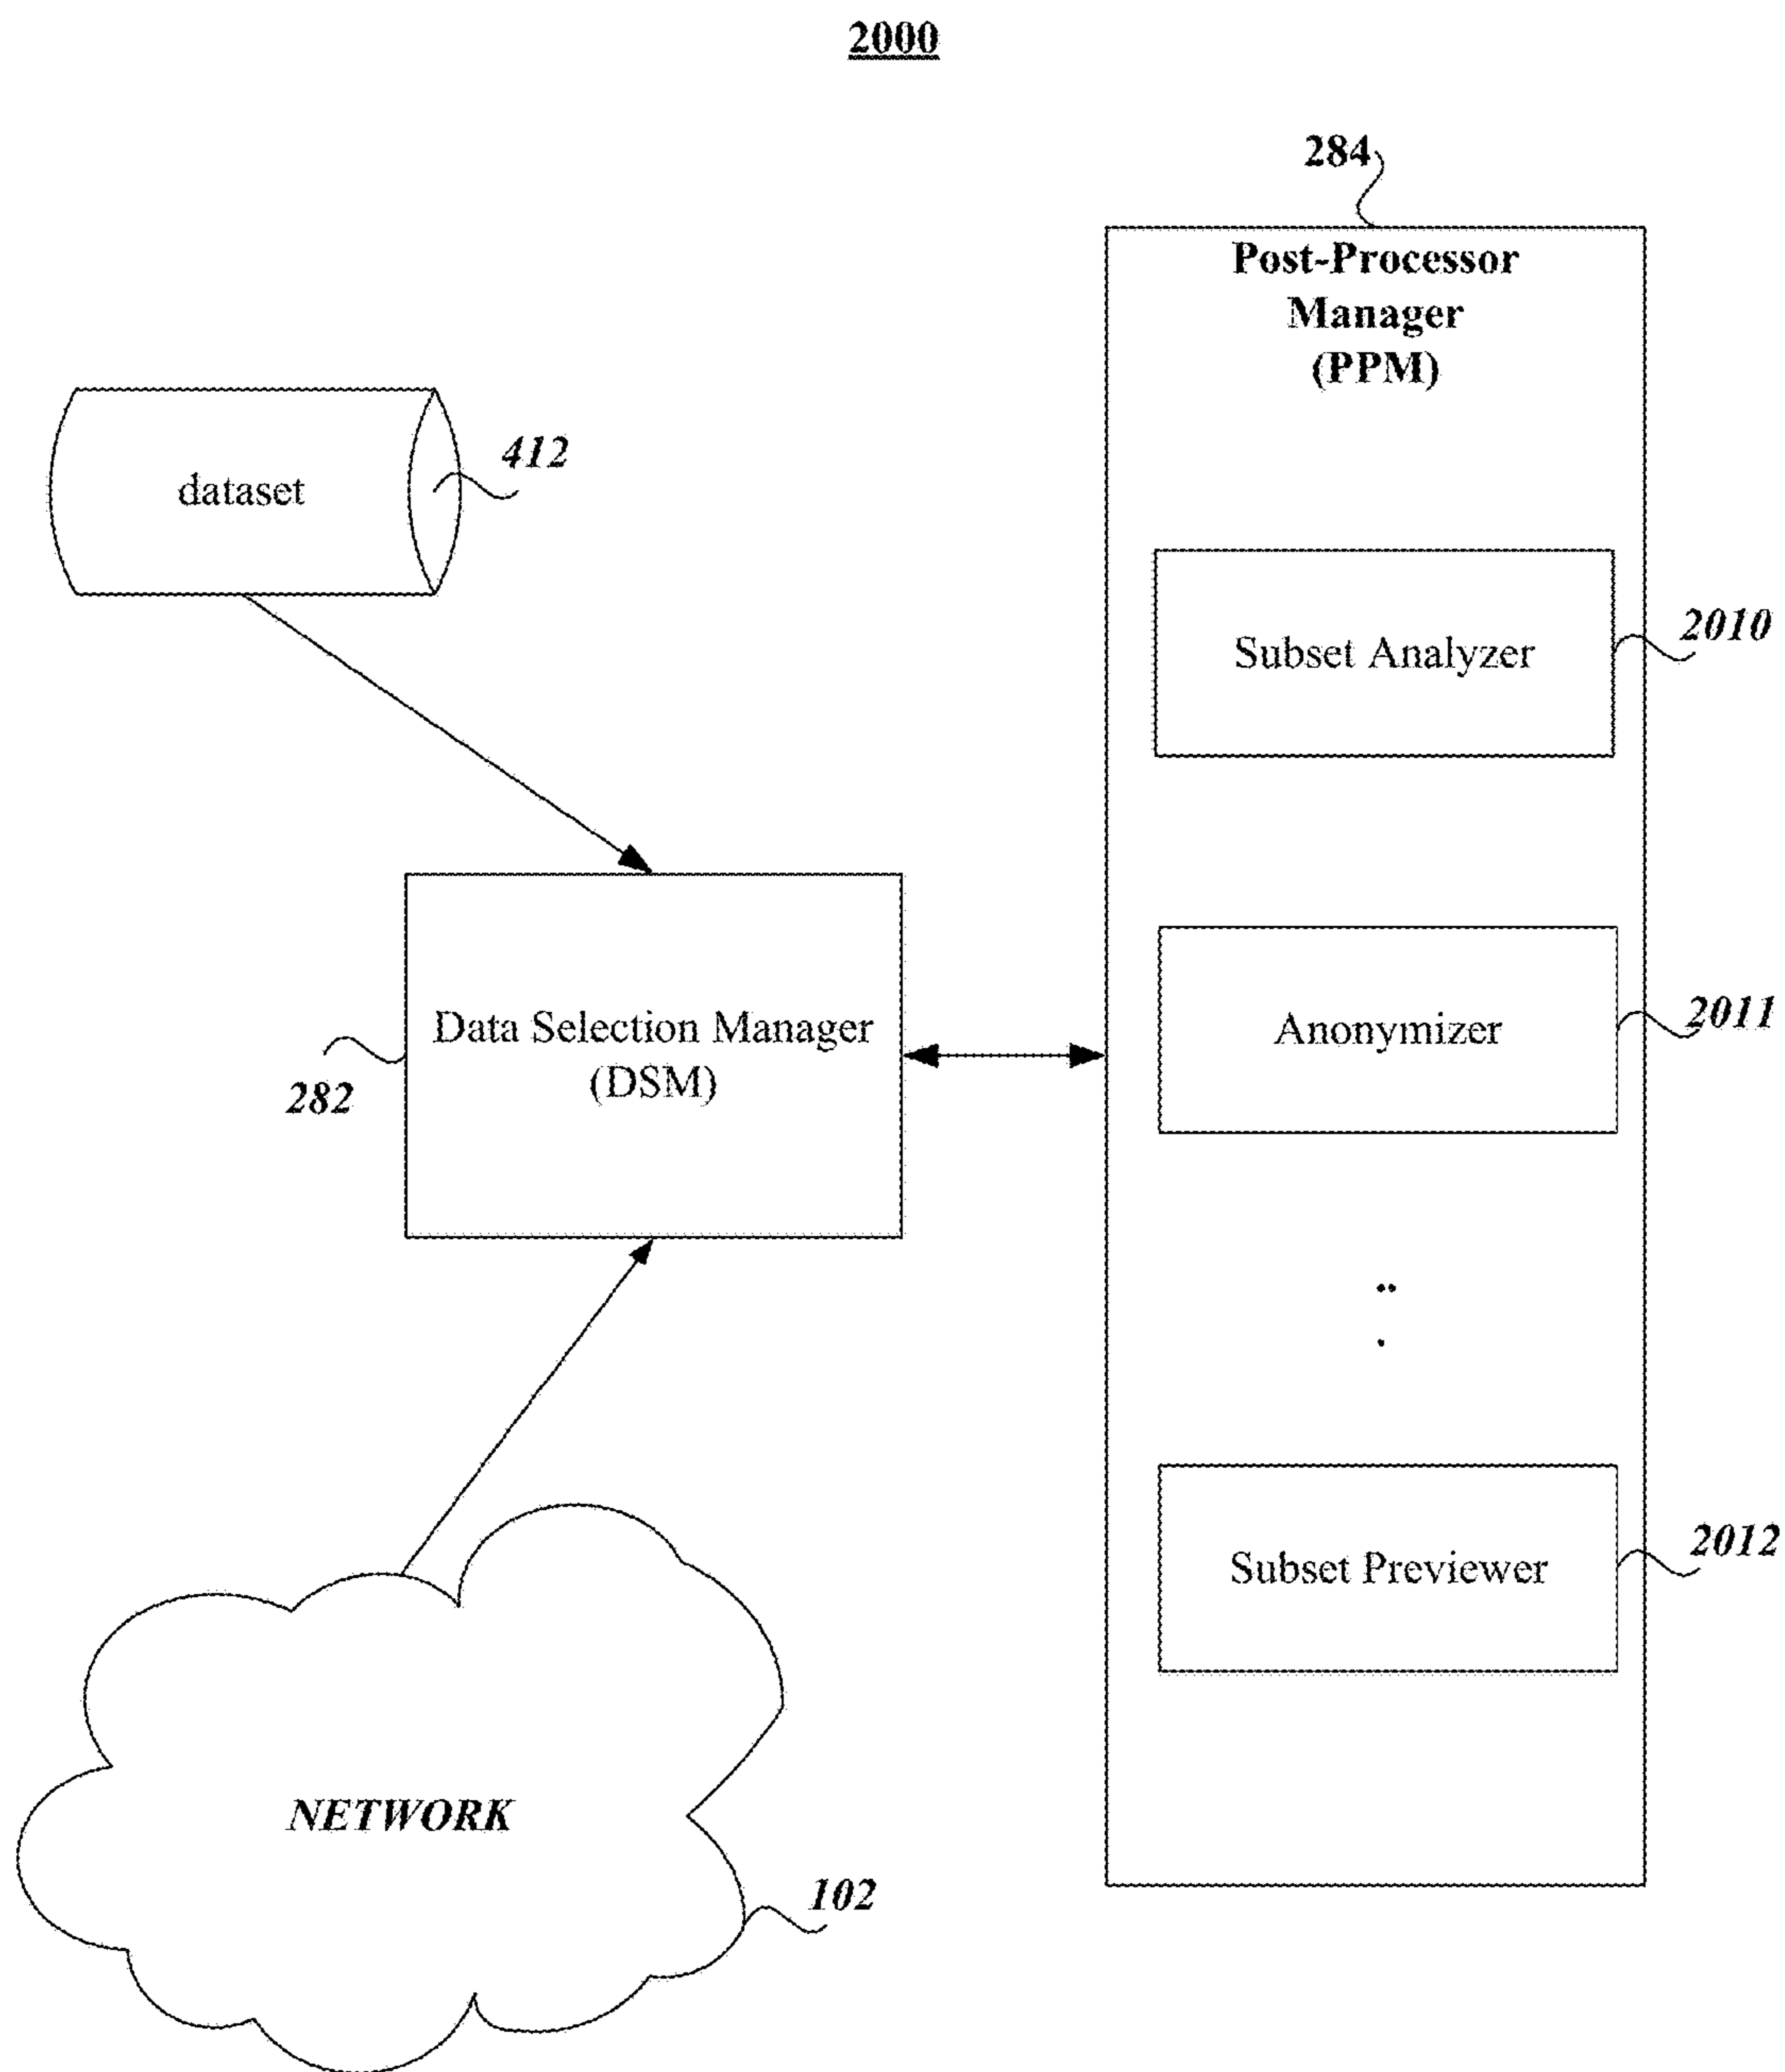 2000
284
Post-Processor
Manager
(PPM)
dataset
412
Subset Analyzer
2010
Data Selection Manager
(DSM)
282
Anonymizer
2011
Subset Previewer
2012
NETWORK
102